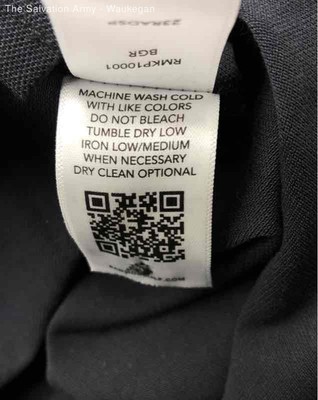 The Salvation Army - Waukegan
23RADSP
RMKP10001
BGR
MACHINE WASH COLD
WITH LIKE COLORS
DO NOT BLEACH
TUMBLE DRY LOW
IRON LOW/MEDIUM
WHEN NECESSARY
DRY CLEAN OPTIONAL